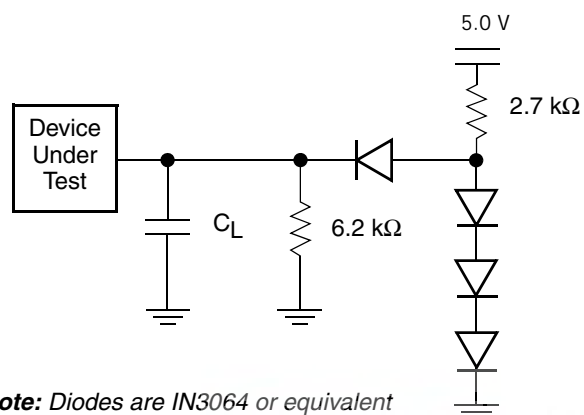 5.0 V
2.7 kΩ
Device
Under
Test
CL
6.2 kΩ
ote: Diodes are IN3064 or equivalent